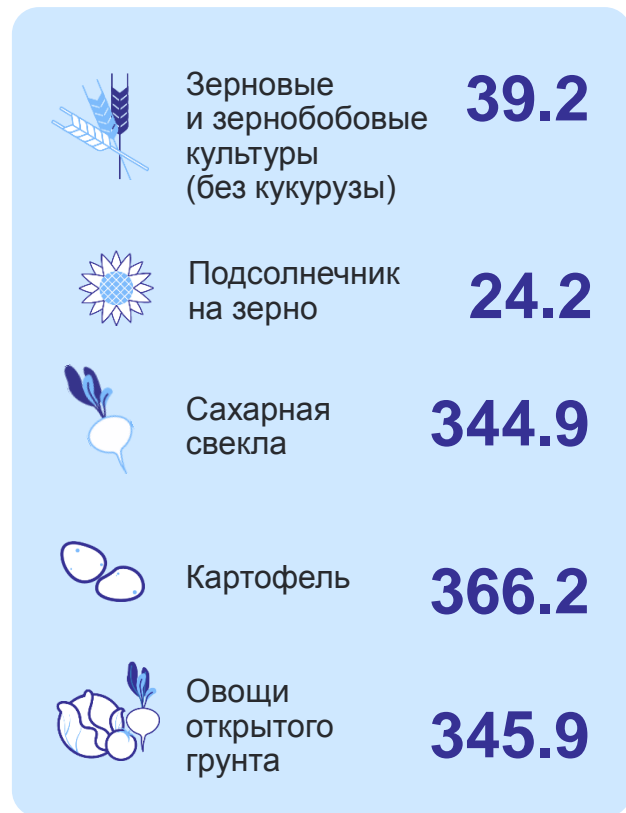 Зерновые
и зернобобовые
культуры
(без кукурузы)
39.2
Подсолнечник
на зерно
24.2
Сахарная
свекла
344.9
Картофель
366.2
Овощи
открытого
грунта
345.9